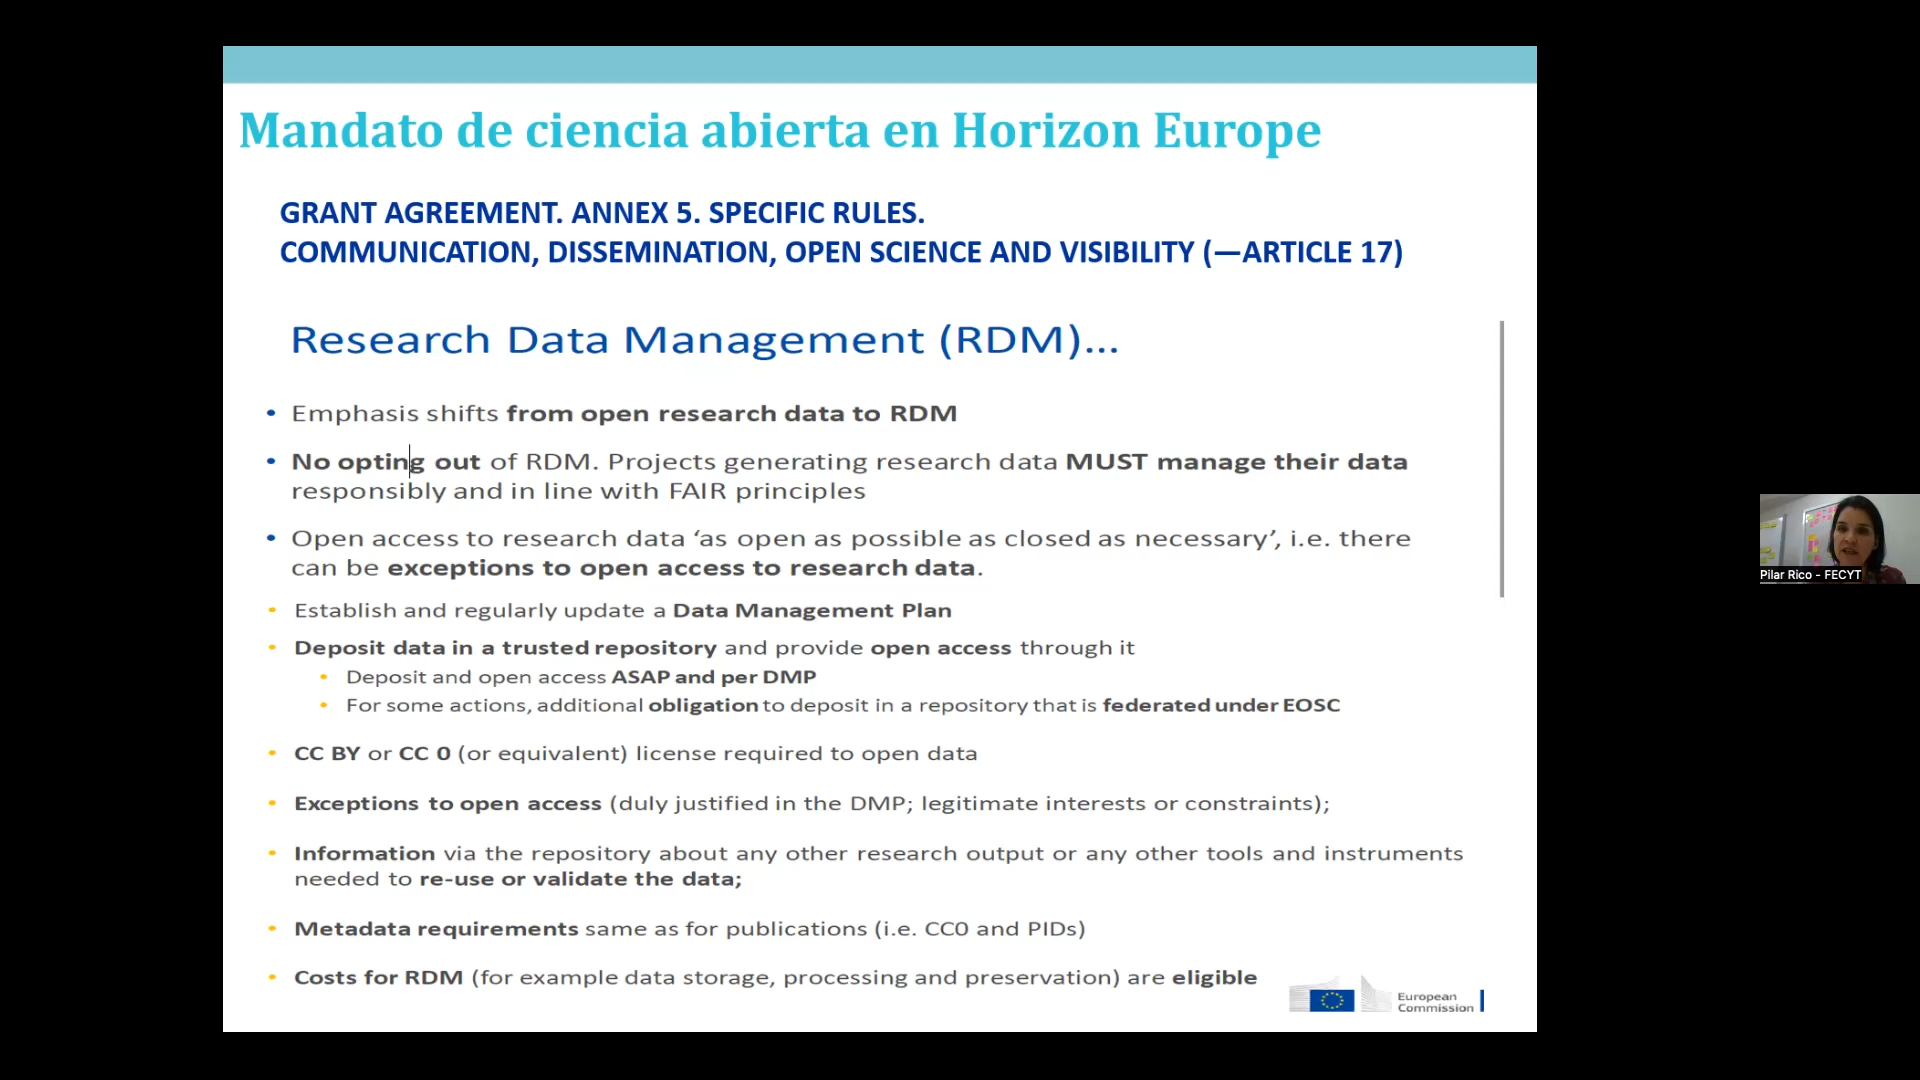 Mandato de ciencia abierta en Horizon Europe
GRANT AGREEMENT. ANNEX 5. SPECIFIC RULES.
COMMUNICATION, DISSEMINATION, OPEN SCIENCE AND VISIBILITY (—ARTICLE 17)
Research Data Management (RDM)...
• Emphasis shifts from open research data to RDM
• No opting out of RDM. Projects generating research data MUST manage their data
responsibly and in line with FAIR principles
• Open access to research data ‘as open as possible as closed as necessary’, i.e. there
can be exceptions to open access to research data.
• Establish and regularly update a Data Management Plan
• Deposit data in a trusted repository and provide open access through it
• Deposit and open access ASAP and per DMP
• For some actions, additional obligation to deposit in a repository that is federated under EOSC
• CC BY or CC 0 (or equivalent) license required to open data
• Exceptions to open access (duly justified in the DMP; legitimate interests or constraints);
• Information via the repository about any other research output or any other tools and instruments
needed to re-use or validate the data;
• Metadata requirements same as for publications (i.e. CC0 and PIDs)
• Costs for RDM (for example data storage, processing and preservation) are eligible
European
Commission
Pilar Rico - FECYT